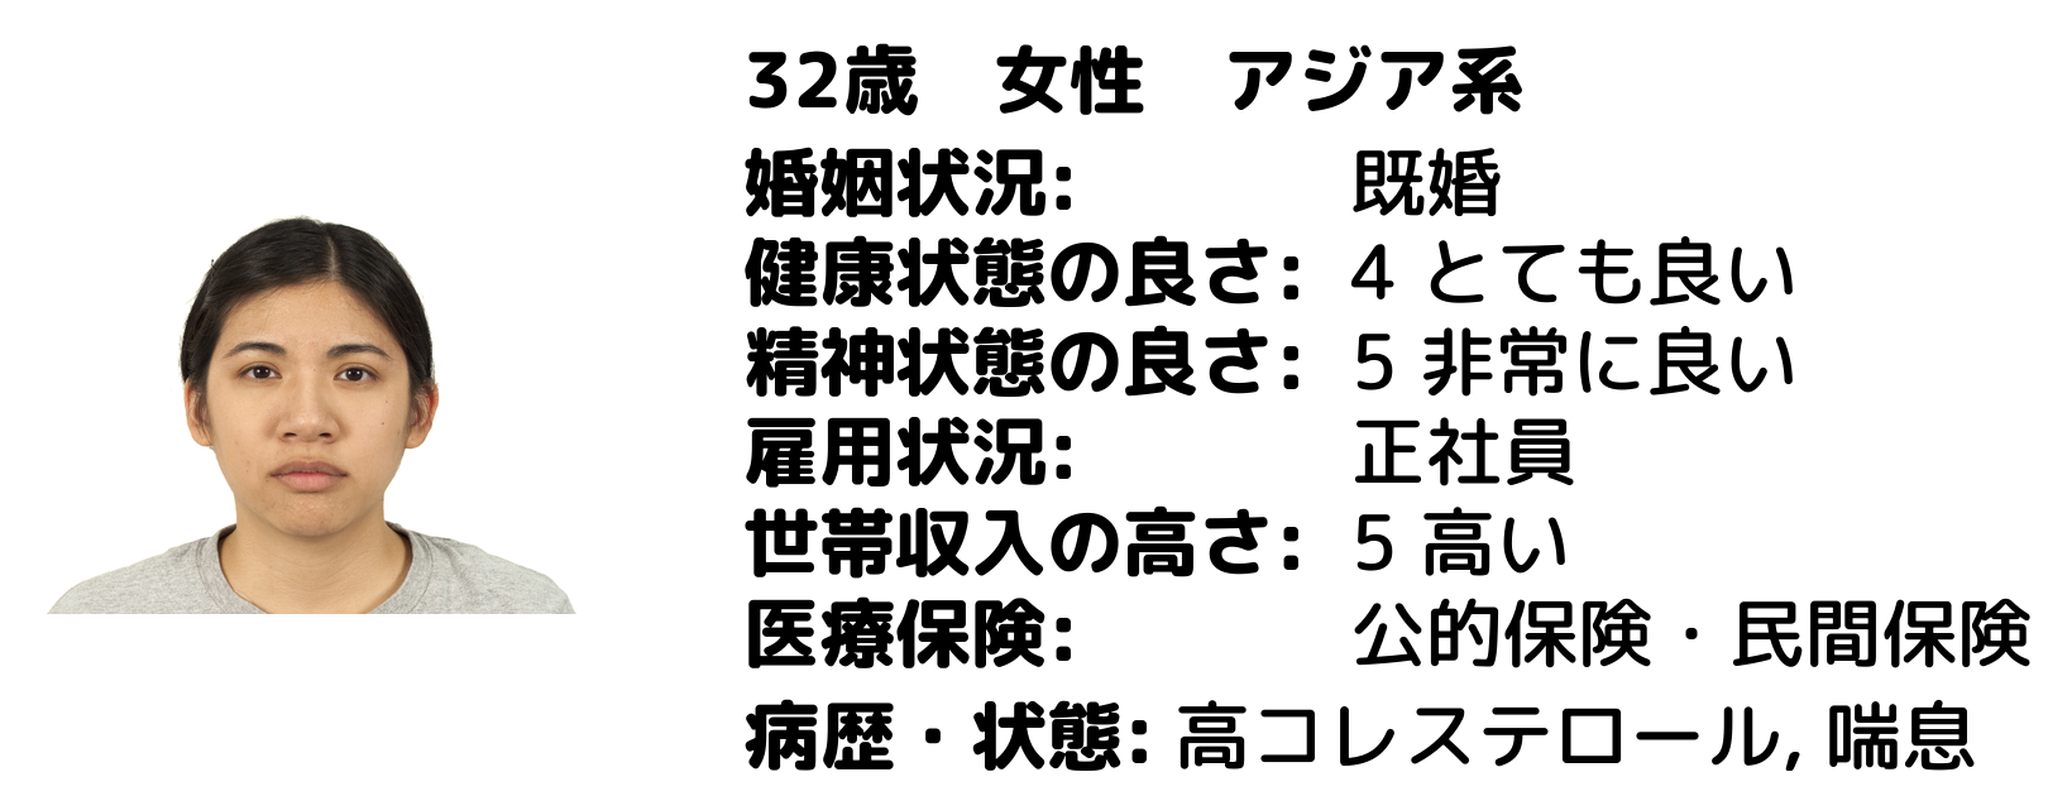 32歳　女性　アジア系
婚姻状況: 既婚
健康状態の良さ: 4 とても良い
精神状態の良さ: 5 非常に良い
雇用状況: 正社員
世帯収入の高さ: 5 高い
医療保険: 公的保険・民間保険
病歴・状態: 高コレステロール, 喘息